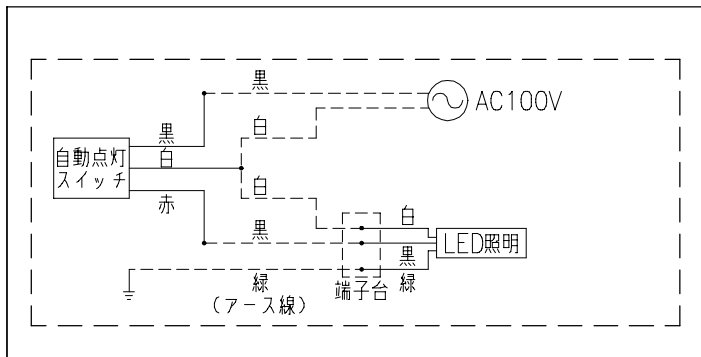 黒
AC100V
白
黒
自動点灯
スイッチ
白
赤
白
白
黒
LED照明
黒
緑
(アース線)
端子台
緑